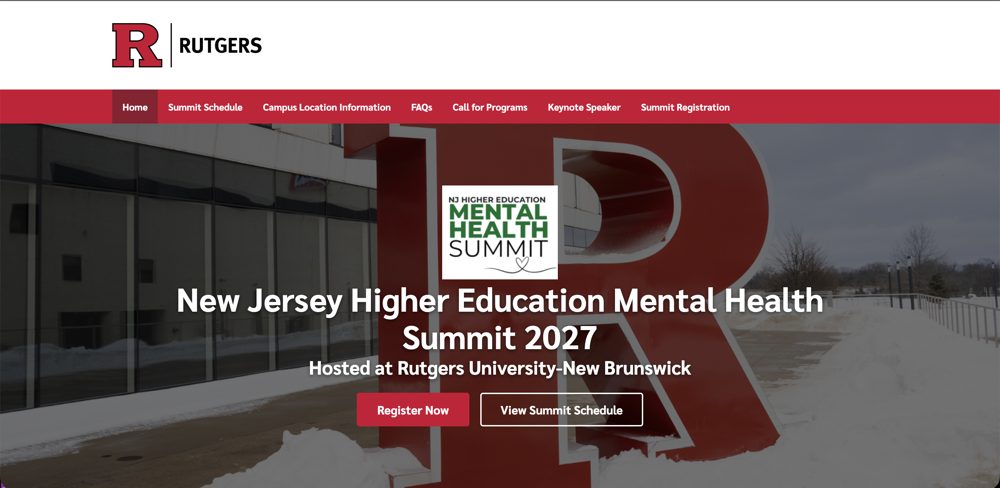 R RUTGERS
Home Summit Schedule Campus Location Information FAQs Call for Programs Keynote Speaker Summit Registration
NJ HIGHER EDUCATION
MENTAL
HEALTH
SUMMIT
New Jersey Higher Education Mental Health
Summit 2027
Hosted at Rutgers University-New Brunswick
Register Now View Summit Schedule